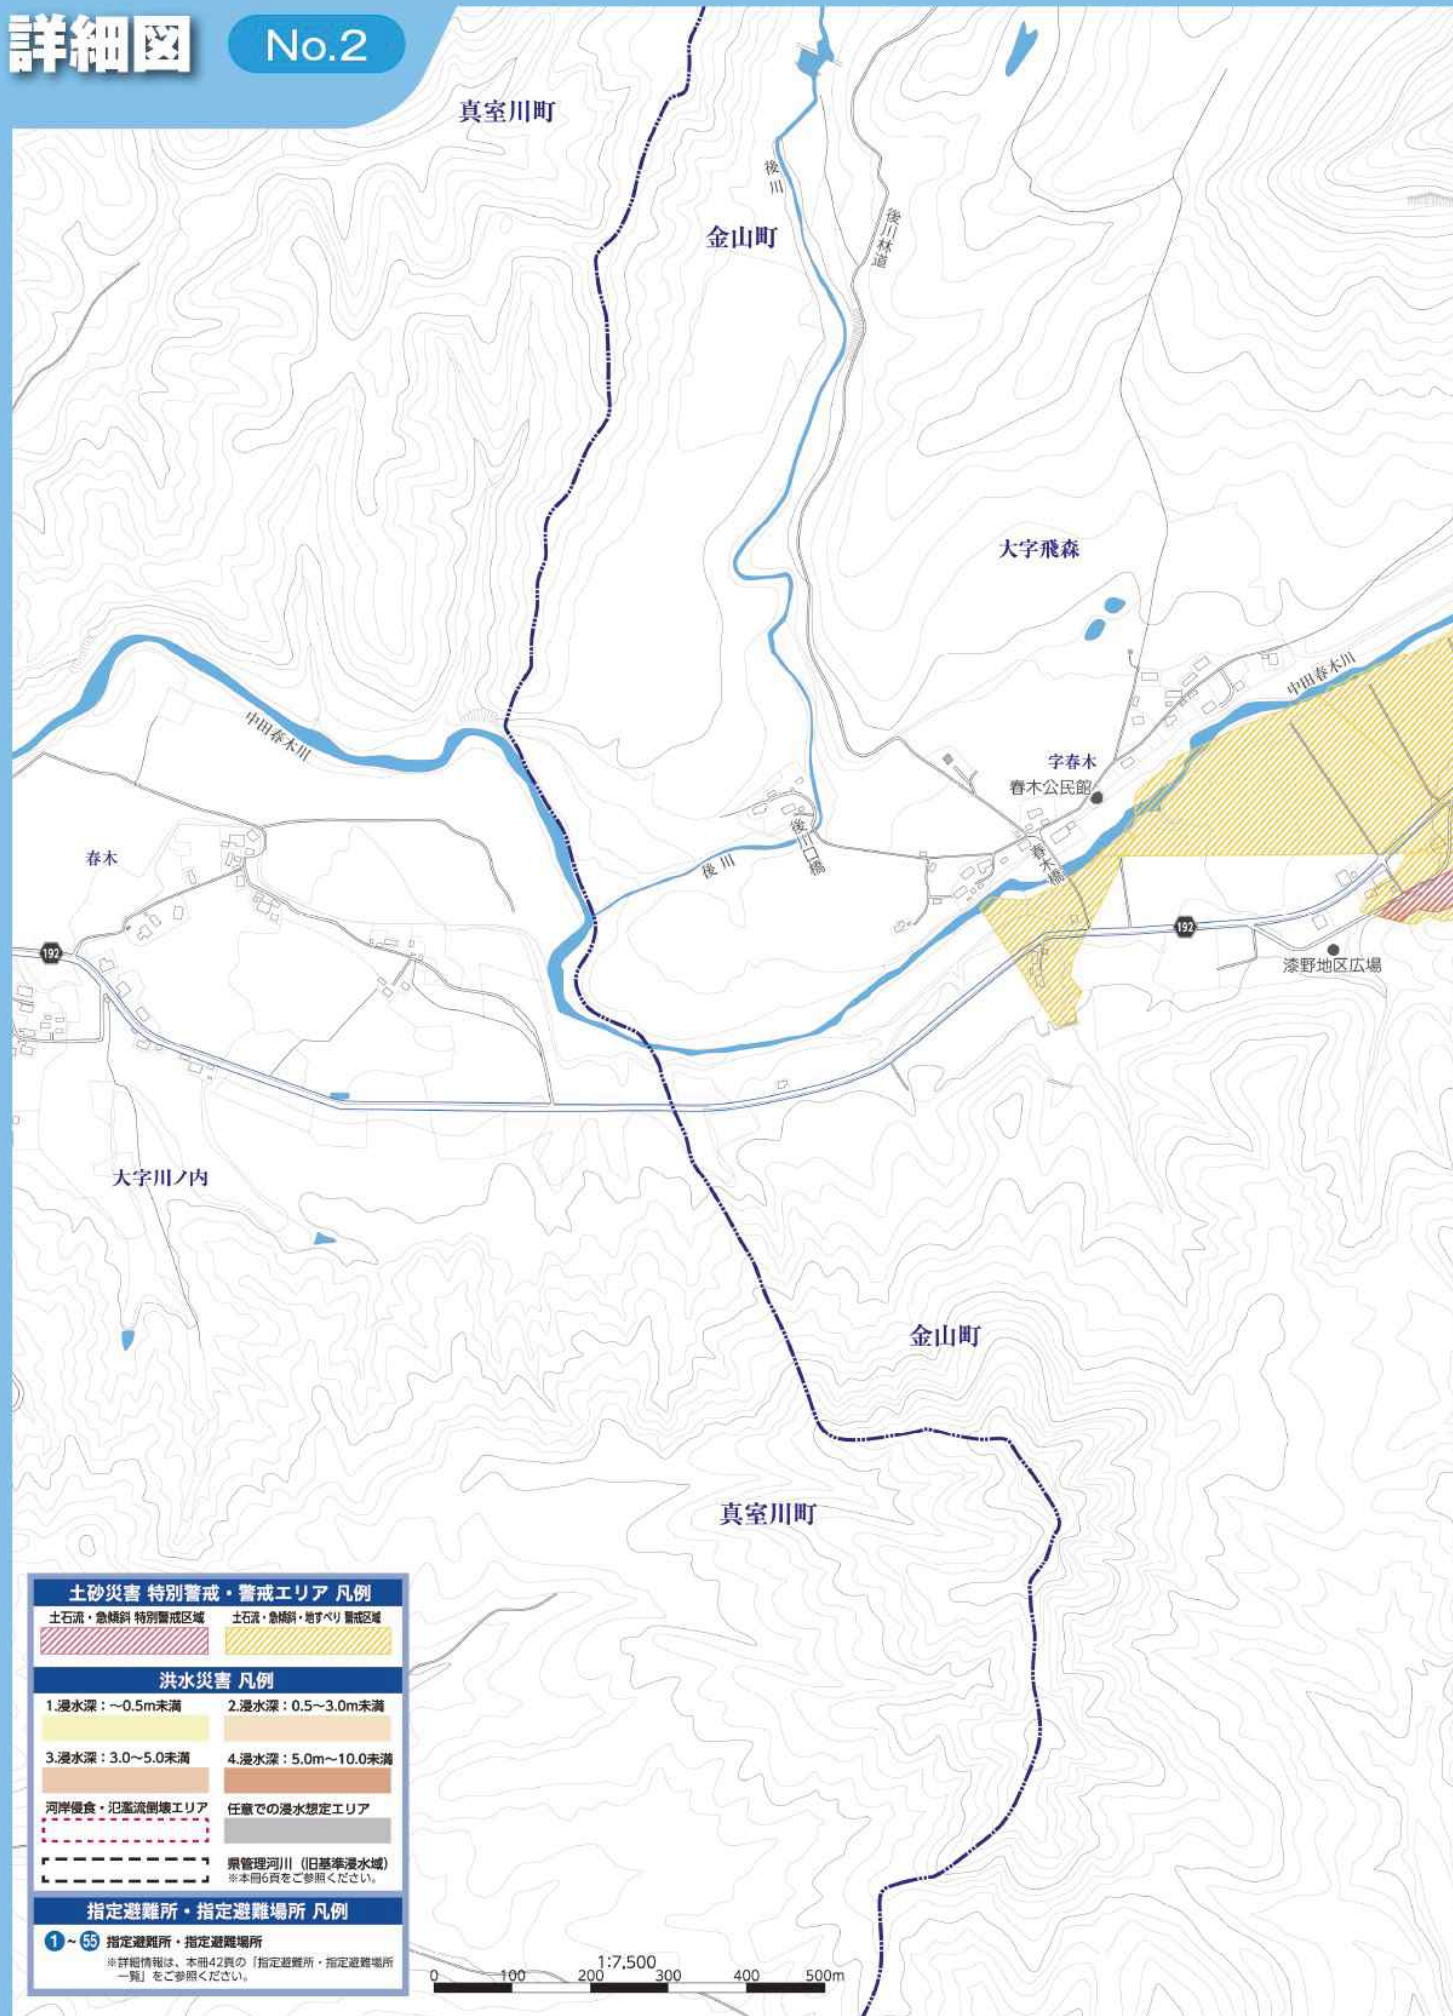 詳細図 No.2
真室川町
後川
金山町
後川林道
大字飛森
中田春木川
中田春木川
字春木
春木公民館
後川口橋
後川
春木橋
春木
192
192
漆野地区広場
大字川ノ内
金山町
真室川町
土砂災害 特別警戒・警戒エリア 凡例
土石流・急傾斜 特別警戒区域
土石流・急傾斜・地すべり 警戒区域
洪水災害 凡例
1.浸水深：～0.5m未満
2.浸水深：0.5～3.0m未満
3.浸水深：3.0～5.0未満
4.浸水深：5.0m～10.0未満
河岸侵食・氾濫流倒壊エリア
任意での浸水想定エリア
県管理河川（旧基準浸水域）
※本冊6頁をご参照ください。
指定避難所・指定避難場所 凡例
1～55 指定避難所・指定避難場所
※詳細情報は、本冊42頁の「指定避難所・指定避難場所
一覧」をご参照ください。
1:7,500
0 100 200 300 400 500m